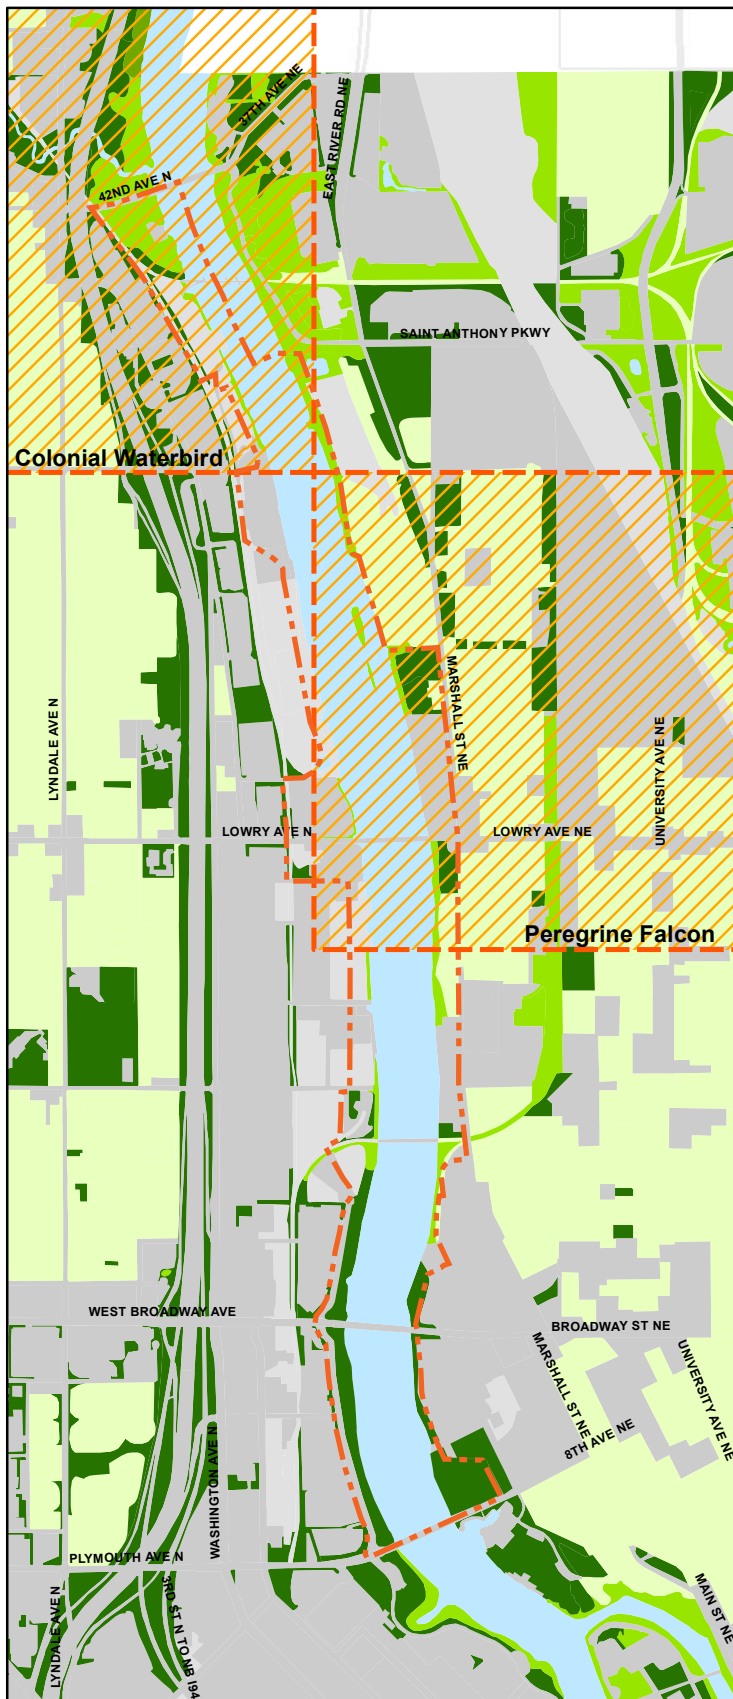 37TH AVE NE
EAST RIVER RD NE
42ND AVE N
SAINT ANTHONY PKWY
Colonial Waterbird
LYNDALE AVE N
MARSHALL ST NE
UNIVERSITY AVE NE
LOWRY AVE N
LOWRY AVE NE
Peregrine Falcon
WEST BROADWAY AVE
BROADWAY ST NE
MARSHALL ST NE
UNIVERSITY AVE NE
8TH AVE NE
WASHINGTON AVE N
PLYMOUTH AVE N
LYNDALE AVE N
3RD ST N TO NB I94
MAIN ST NE